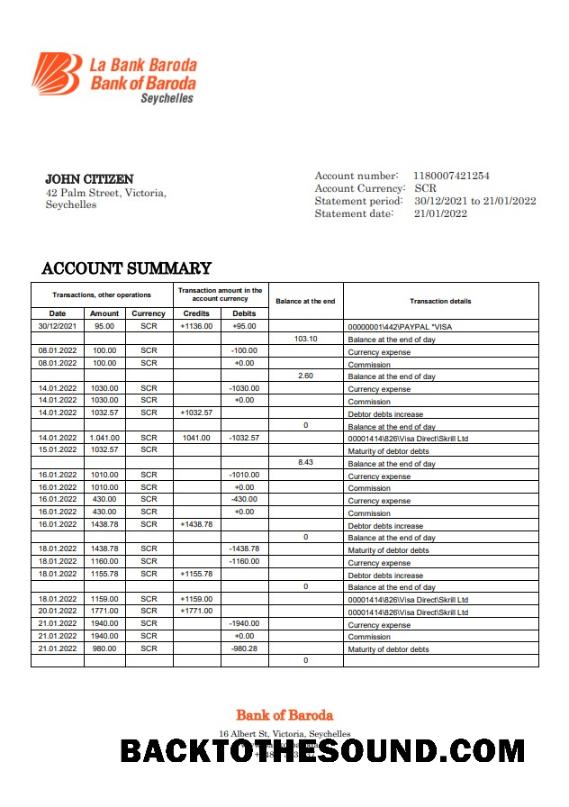 La Bank Baroda
Bank of Baroda
Seychelles
JOHN CITIZEN
42 Palm Street, Victoria,
Seychelles
Account number: 1180007421254
Account Currency: SCR
Statement period: 30/12/2021 to 21/01/2022
Statement date: 21/01/2022
ACCOUNT SUMMARY
Transactions, other operations Transaction amount in the account currency Balance at the end Transaction details
Date Amount Currency Credits Debits
30/12/2021 95.00 SCR +1136.00 +95.00 00000001\442\PAYPAL *VISA
103.10 Balance at the end of day
08.01.2022 100.00 SCR -100.00 Currency expense
08.01.2022 100.00 SCR +0.00 Commission
2.60 Balance at the end of day
14.01.2022 1030.00 SCR -1030.00 Currency expense
14.01.2022 1030.00 SCR +0.00 Commission
14.01.2022 1032.57 SCR +1032.57 Debtor debts increase
0 Balance at the end of day
14.01.2022 1.041.00 SCR 1041.00 -1032.57 00001414\826\Visa Direct\Skrill Ltd
15.01.2022 1032.57 SCR Maturity of debtor debts
8.43 Balance at the end of day
16.01.2022 1010.00 SCR -1010.00 Currency expense
16.01.2022 1010.00 SCR +0.00 Commission
16.01.2022 430.00 SCR -430.00 Currency expense
16.01.2022 430.00 SCR +0.00 Commission
16.01.2022 1438.78 SCR +1438.78 Debtor debts increase
0 Balance at the end of day
18.01.2022 1438.78 SCR -1438.78 Maturity of debtor debts
18.01.2022 1160.00 SCR -1160.00 Currency expense
18.01.2022 1155.78 SCR +1155.78 Debtor debts increase
0 Balance at the end of day
18.01.2022 1159.00 SCR +1159.00 00001414\826\Visa Direct\Skrill Ltd
20.01.2022 1771.00 SCR +1771.00 00001414\826\Visa Direct\Skrill Ltd
21.01.2022 1940.00 SCR -1940.00 Currency expense
21.01.2022 1940.00 SCR +0.00 Commission
21.01.2022 980.00 SCR -980.28 Maturity of debtor debts
0
Bank of Baroda
16 Albert St, Victoria, Seychelles
BACKTOTHESOUND.COM